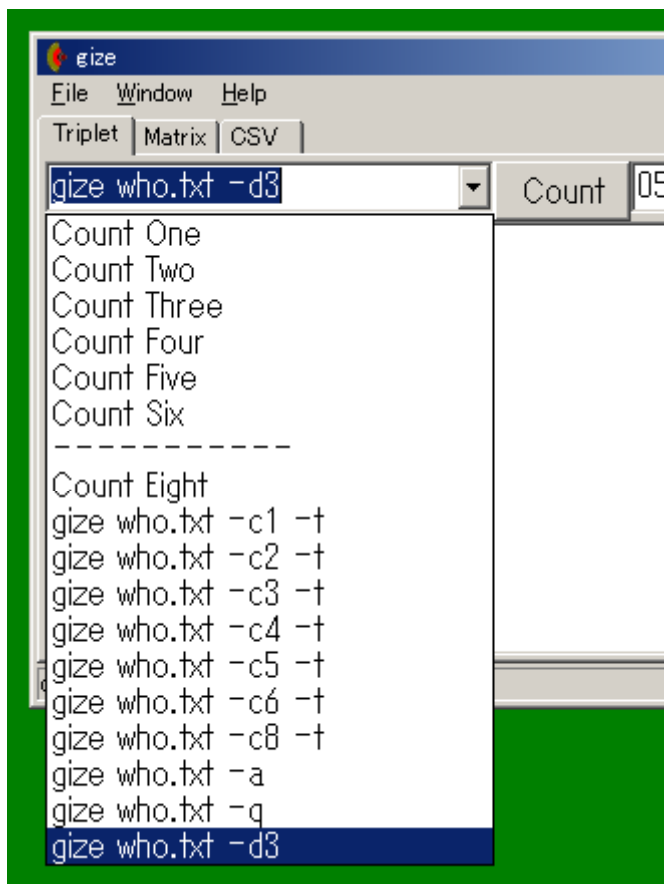 gize
File Window Help
Triplet Matrix CSV
gize who.txt -d3 Count 05
Count One
Count Two
Count Three
Count Four
Count Five
Count Six
------------
Count Eight
gize who.txt -c1 -t
gize who.txt -c2 -t
gize who.txt -c3 -t
gize who.txt -c4 -t
gize who.txt -c5 -t
gize who.txt -c6 -t
gize who.txt -c8 -t
gize who.txt -a
gize who.txt -q
gize who.txt -d3